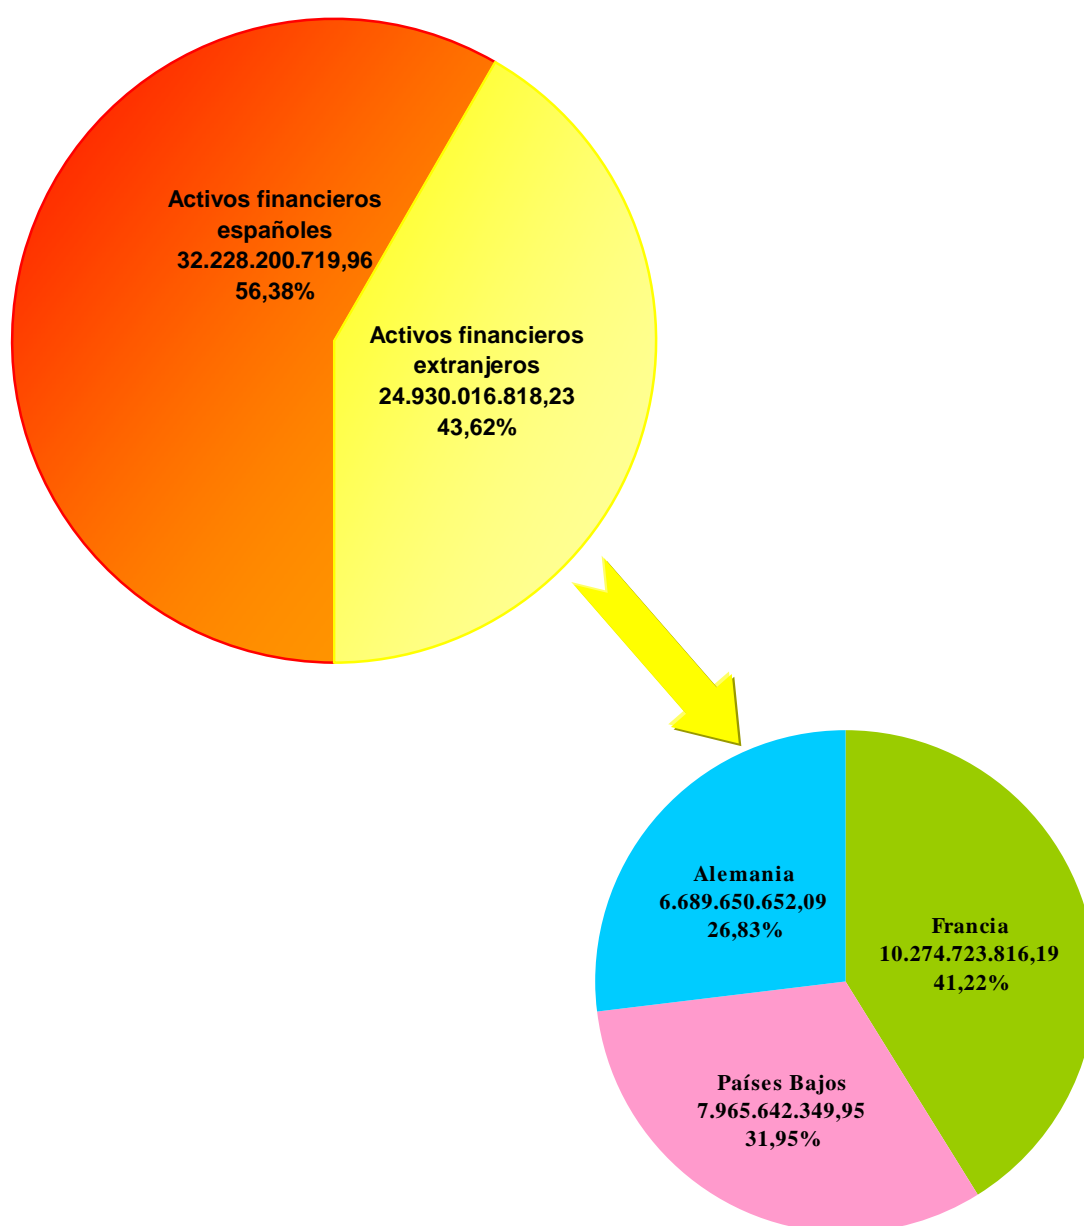 Activos financieros
españoles
32.228.200.719,96
56,38%
Activos financieros
extranjeros
24.930.016.818,23
43,62%
Alemania
6.689.650.652,09
26,83%
Francia
10.274.723.816,19
41,22%
Países Bajos
7.965.642.349,95
31,95%